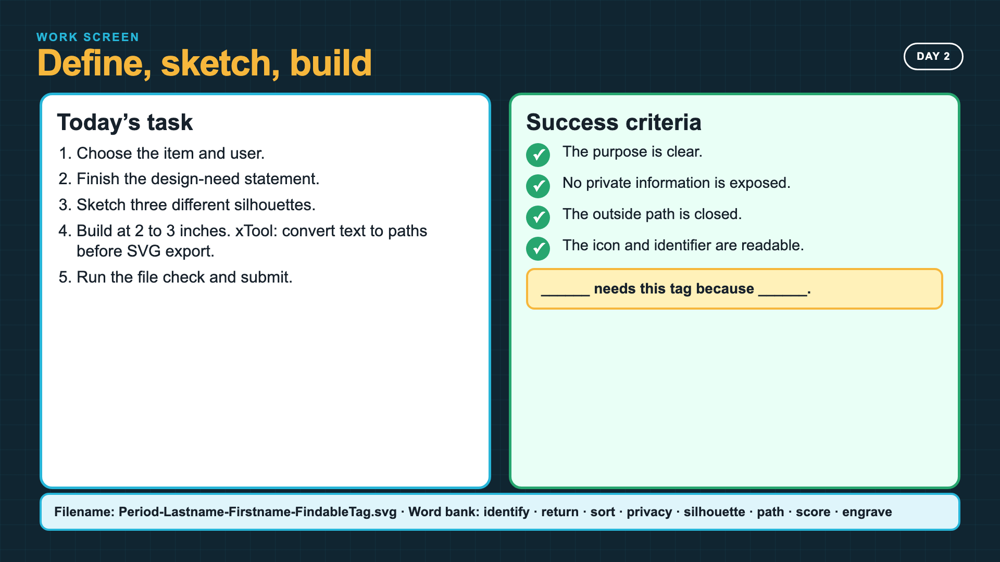 WORK SCREEN
Define, sketch, build
DAY 2
Today’s task
1. Choose the item and user.
2. Finish the design-need statement.
3. Sketch three different silhouettes.
4. Build at 2 to 3 inches. xTool: convert text to paths
before SVG export.
5. Run the file check and submit.
Success criteria
The purpose is clear.
No private information is exposed.
The outside path is closed.
The icon and identifier are readable.
______ needs this tag because ______.
Filename: Period-Lastname-Firstname-FindableTag.svg · Word bank: identify · return · sort · privacy · silhouette · path · score · engrave